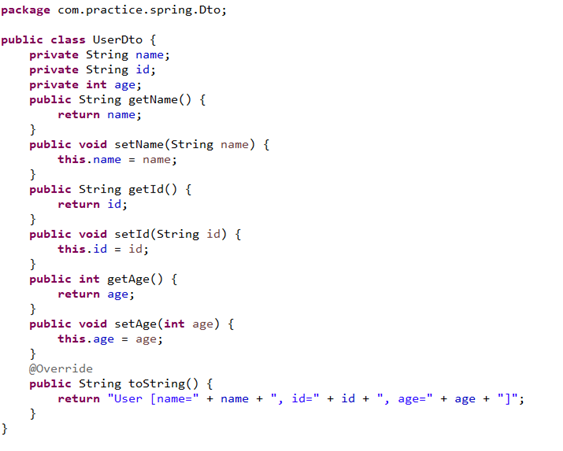 package com.practice.spring.Dto;
public class UserDto {
private String name;
private String id;
private int age;
public String getName() {
return name;
}
public void setName(String name) {
this.name = name;
}
public String getId() {
return id;
}
public void setId(String id) {
this.id = id;
}
public int getAge() {
return age;
}
public void setAge(int age) {
this.age = age;
}
@Override
public String toString() {
return "User [name=" + name + ", id=" + id + ", age=" + age + "]";
}
}